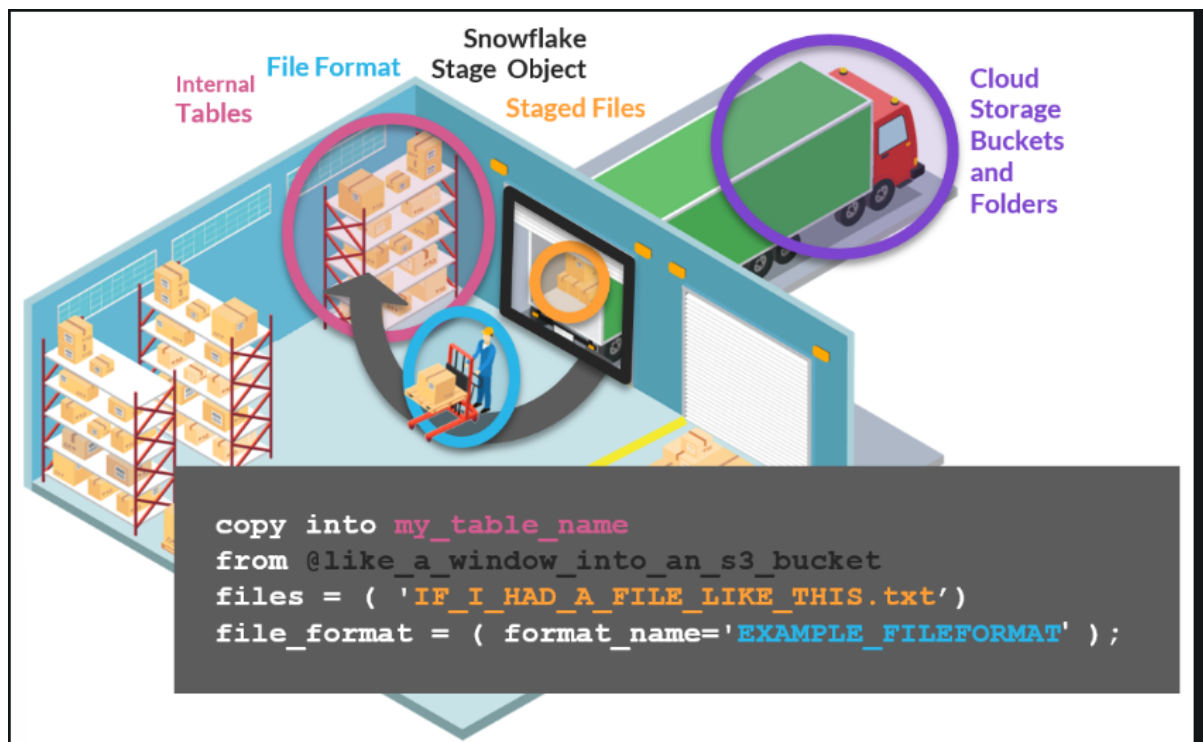 Internal
Tables
File Format
Snowflake
Stage Object
Staged Files
Cloud
Storage
Buckets
and
Folders
copy into my_table_name
from @like_a_window_into_an_s3_bucket
files = ( 'IF_I_HAD_A_FILE_LIKE_THIS.txt’)
file_format = ( format_name='EXAMPLE_FILEFORMAT' );